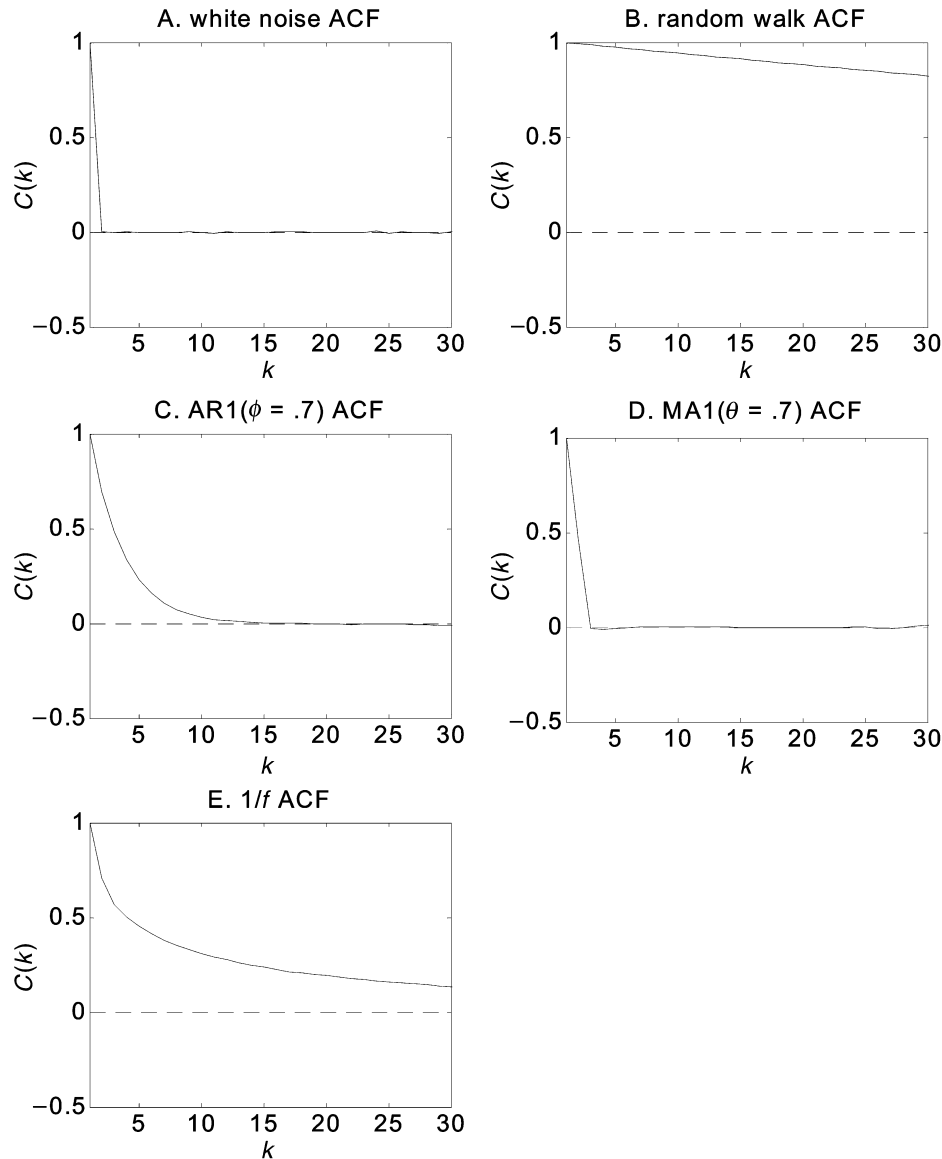 A. white noise ACF
1
0.5
0
−0.5
C(k)
5 10 15 20 25 30
k
B. random walk ACF
1
0.5
0
−0.5
C(k)
5 10 15 20 25 30
k
C. AR1(ϕ = .7) ACF
1
0.5
0
−0.5
C(k)
5 10 15 20 25 30
k
D. MA1(θ = .7) ACF
1
0.5
0
−0.5
C(k)
5 10 15 20 25 30
k
E. 1/f ACF
1
0.5
0
−0.5
C(k)
5 10 15 20 25 30
k